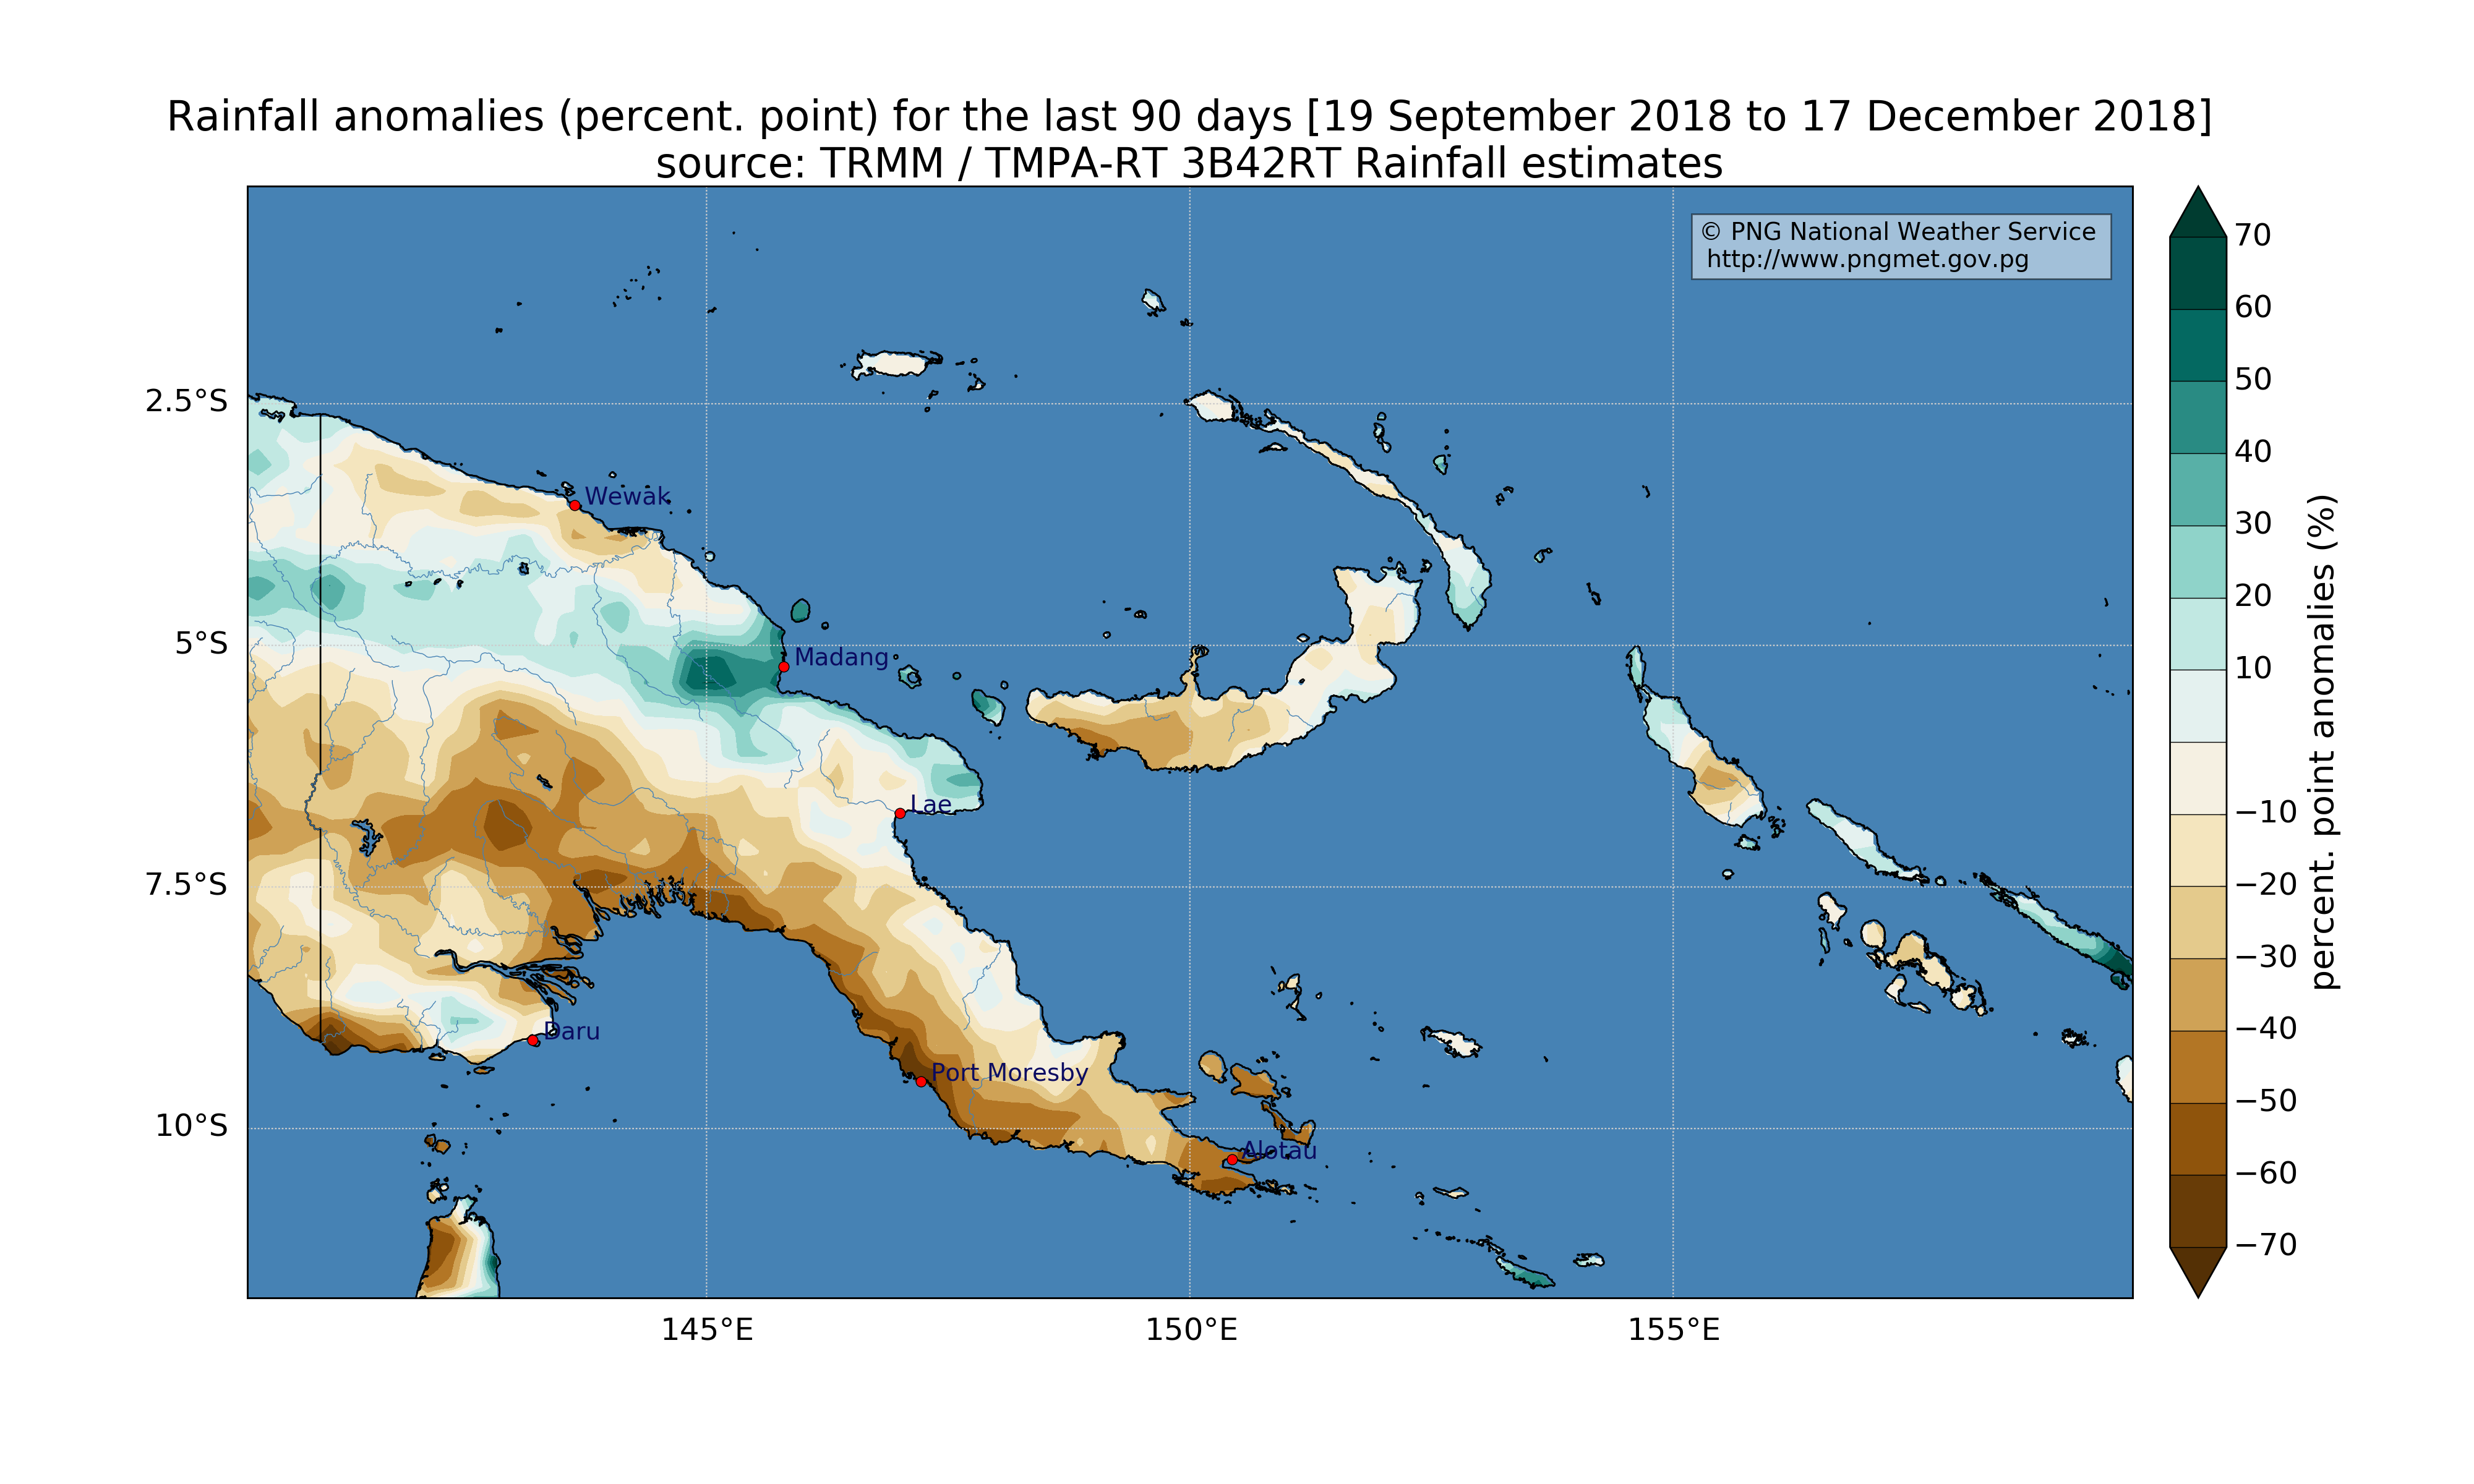 Rainfall anomalies (percent. point) for the last 90 days [19 September 2018 to 17 December 2018]
source: TRMM / TMPA-RT 3B42RT Rainfall estimates
© PNG National Weather Service
http://www.pngmet.gov.pg
2.5°S
5°S
7.5°S
10°S
145°E
150°E
155°E
Wewak
Madang
Lae
Daru
Port Moresby
Alotau
70
60
50
40
30
20
10
−10
−20
−30
−40
−50
−60
−70
percent. point anomalies (%)